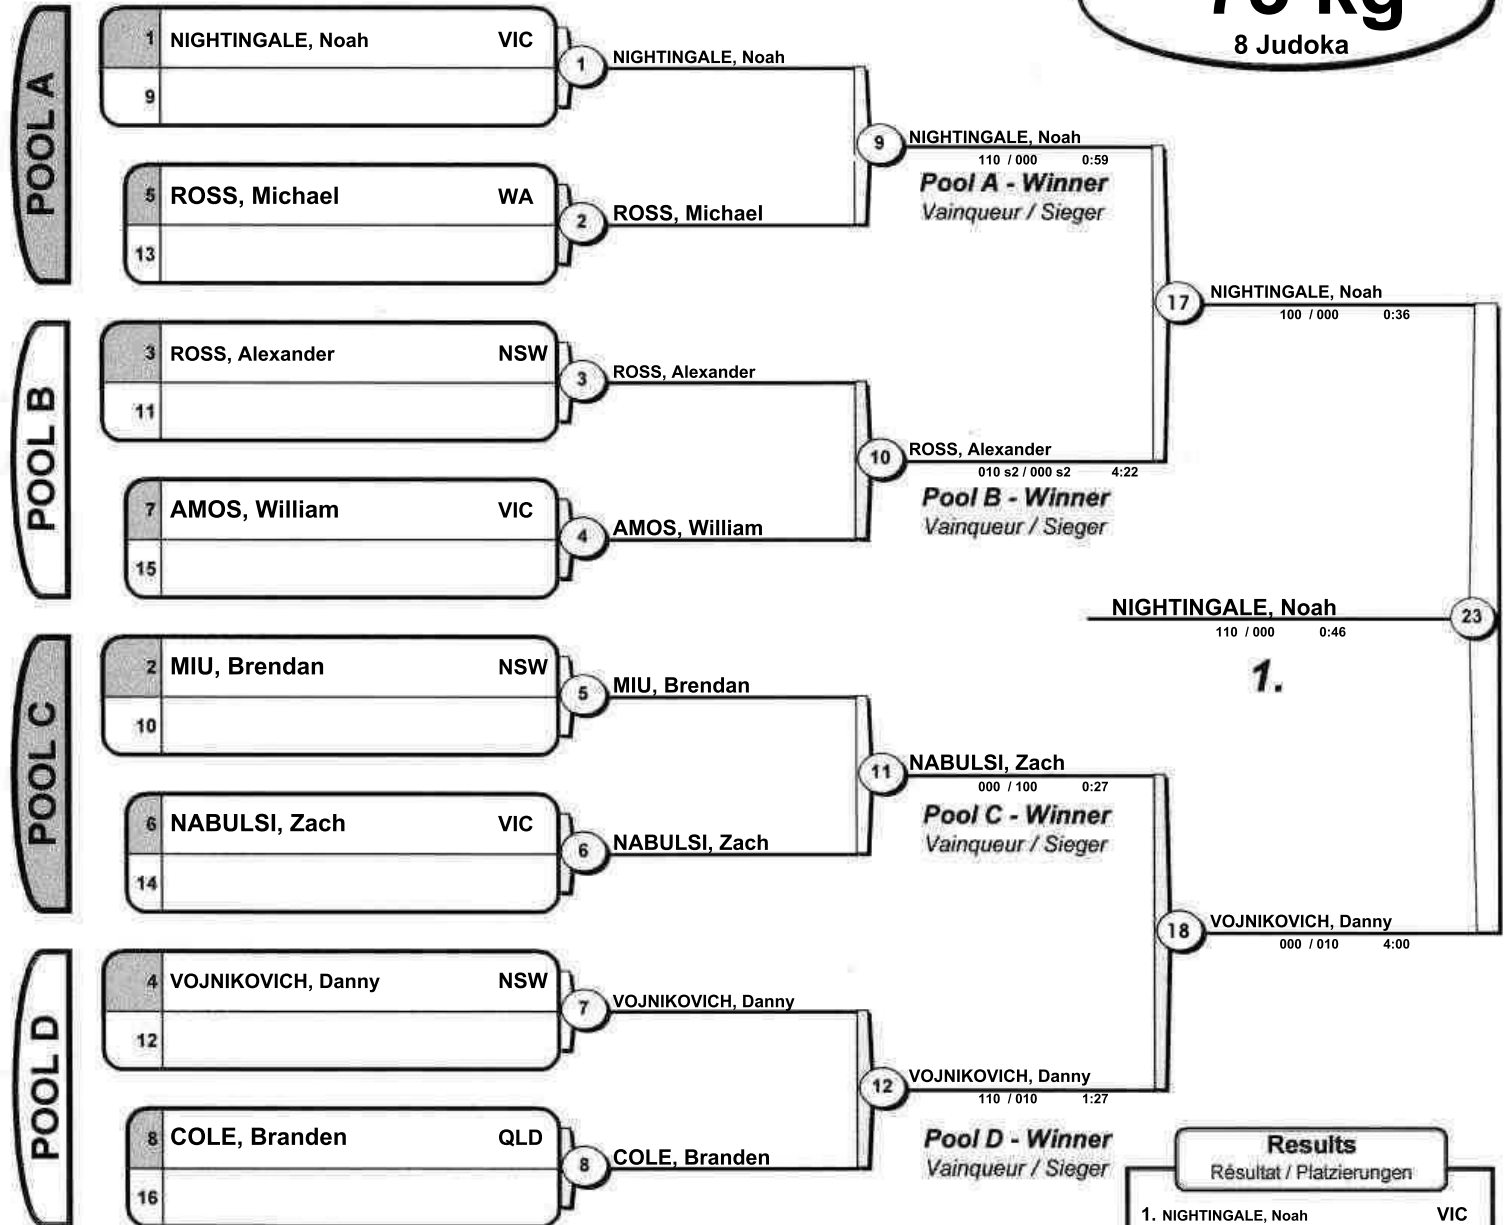 kg
8 Judoka
POOL A
1 NIGHTINGALE, Noah VIC
9
1 NIGHTINGALE, Noah
5 ROSS, Michael WA
13
2 ROSS, Michael
9 NIGHTINGALE, Noah
110 / 000 0:59
Pool A - Winner
Vainqueur / Sieger
POOL B
3 ROSS, Alexander NSW
11
3 ROSS, Alexander
7 AMOS, William VIC
15
4 AMOS, William
10 ROSS, Alexander
010 s2 / 000 s2 4:22
Pool B - Winner
Vainqueur / Sieger
17 NIGHTINGALE, Noah
100 / 000 0:36
NIGHTINGALE, Noah 23
110 / 000 0:46
1.
POOL C
2 MIU, Brendan NSW
10
5 MIU, Brendan
6 NABULSI, Zach VIC
14
6 NABULSI, Zach
11 NABULSI, Zach
000 / 100 0:27
Pool C - Winner
Vainqueur / Sieger
18 VOJNIKOVICH, Danny
000 / 010 4:00
POOL D
4 VOJNIKOVICH, Danny NSW
12
7 VOJNIKOVICH, Danny
8 COLE, Branden QLD
16
8 COLE, Branden
12 VOJNIKOVICH, Danny
110 / 010 1:27
Pool D - Winner
Vainqueur / Sieger
Results
Résultat / Platzierungen
1. NIGHTINGALE, Noah VIC